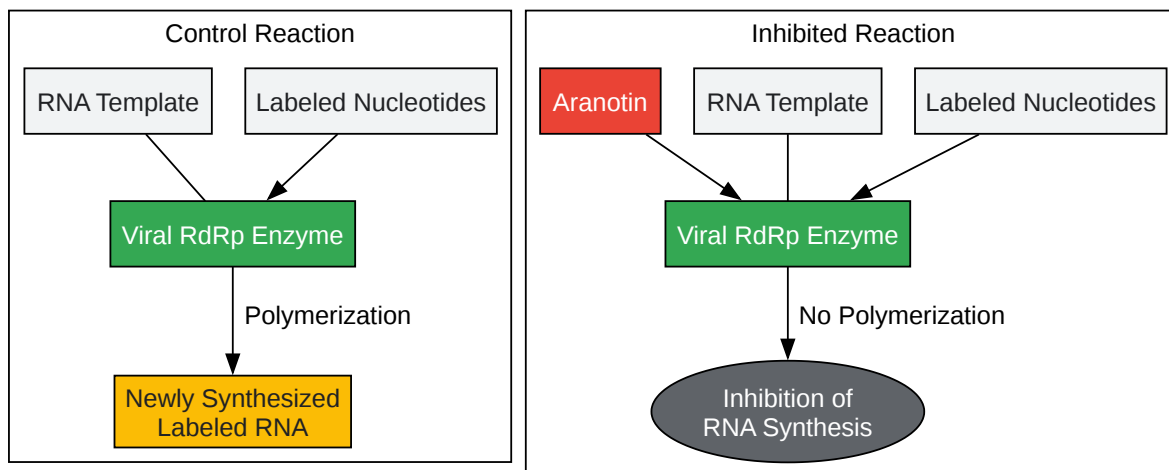 Control Reaction
RNA Template
Labeled Nucleotides
Viral RdRp Enzyme
Polymerization
Newly Synthesized
Labeled RNA
Inhibited Reaction
Aranotin
RNA Template
Labeled Nucleotides
Viral RdRp Enzyme
No Polymerization
Inhibition of
RNA Synthesis